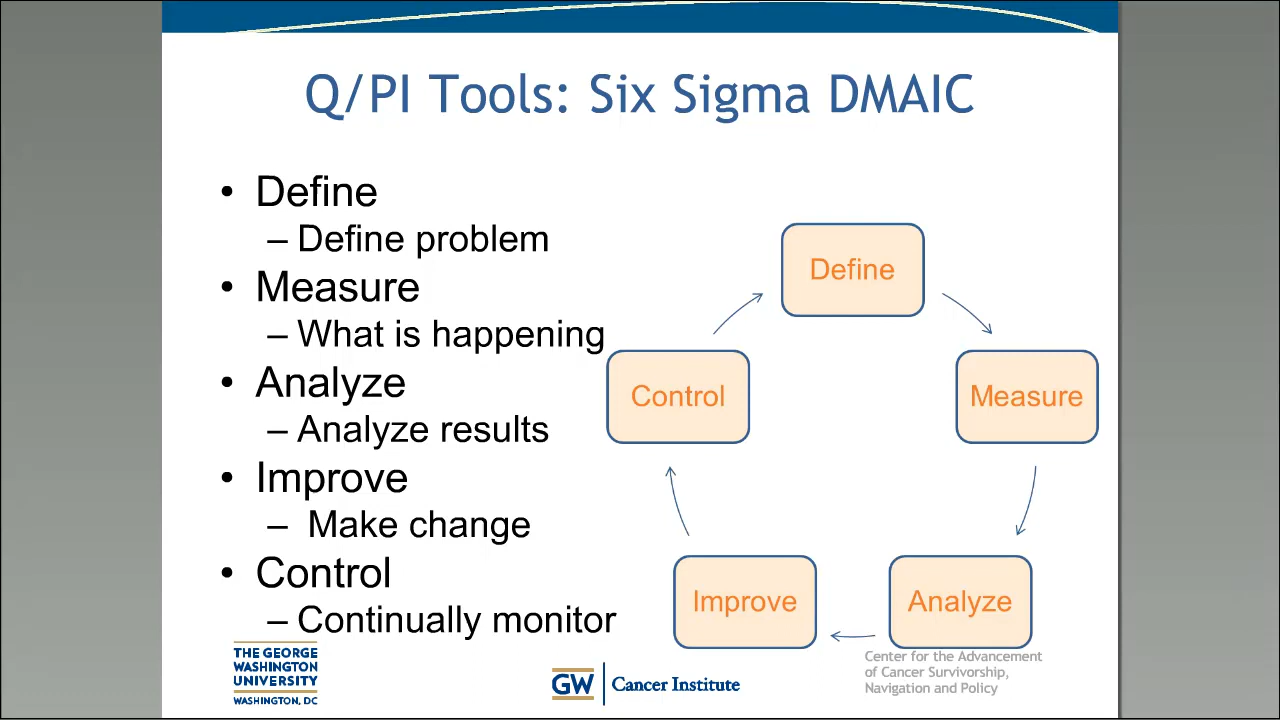 Q/PI Tools: Six Sigma DMAIC
• Define
– Define problem
• Measure
– What is happening
• Analyze
– Analyze results
• Improve
– Make change
• Control
– Continually monitor
Define
Measure
Analyze
Improve
Control
THE GEORGE
WASHINGTON
UNIVERSITY
WASHINGTON, DC
GW Cancer Institute
Center for the Advancement
of Cancer Survivorship,
Navigation and Policy